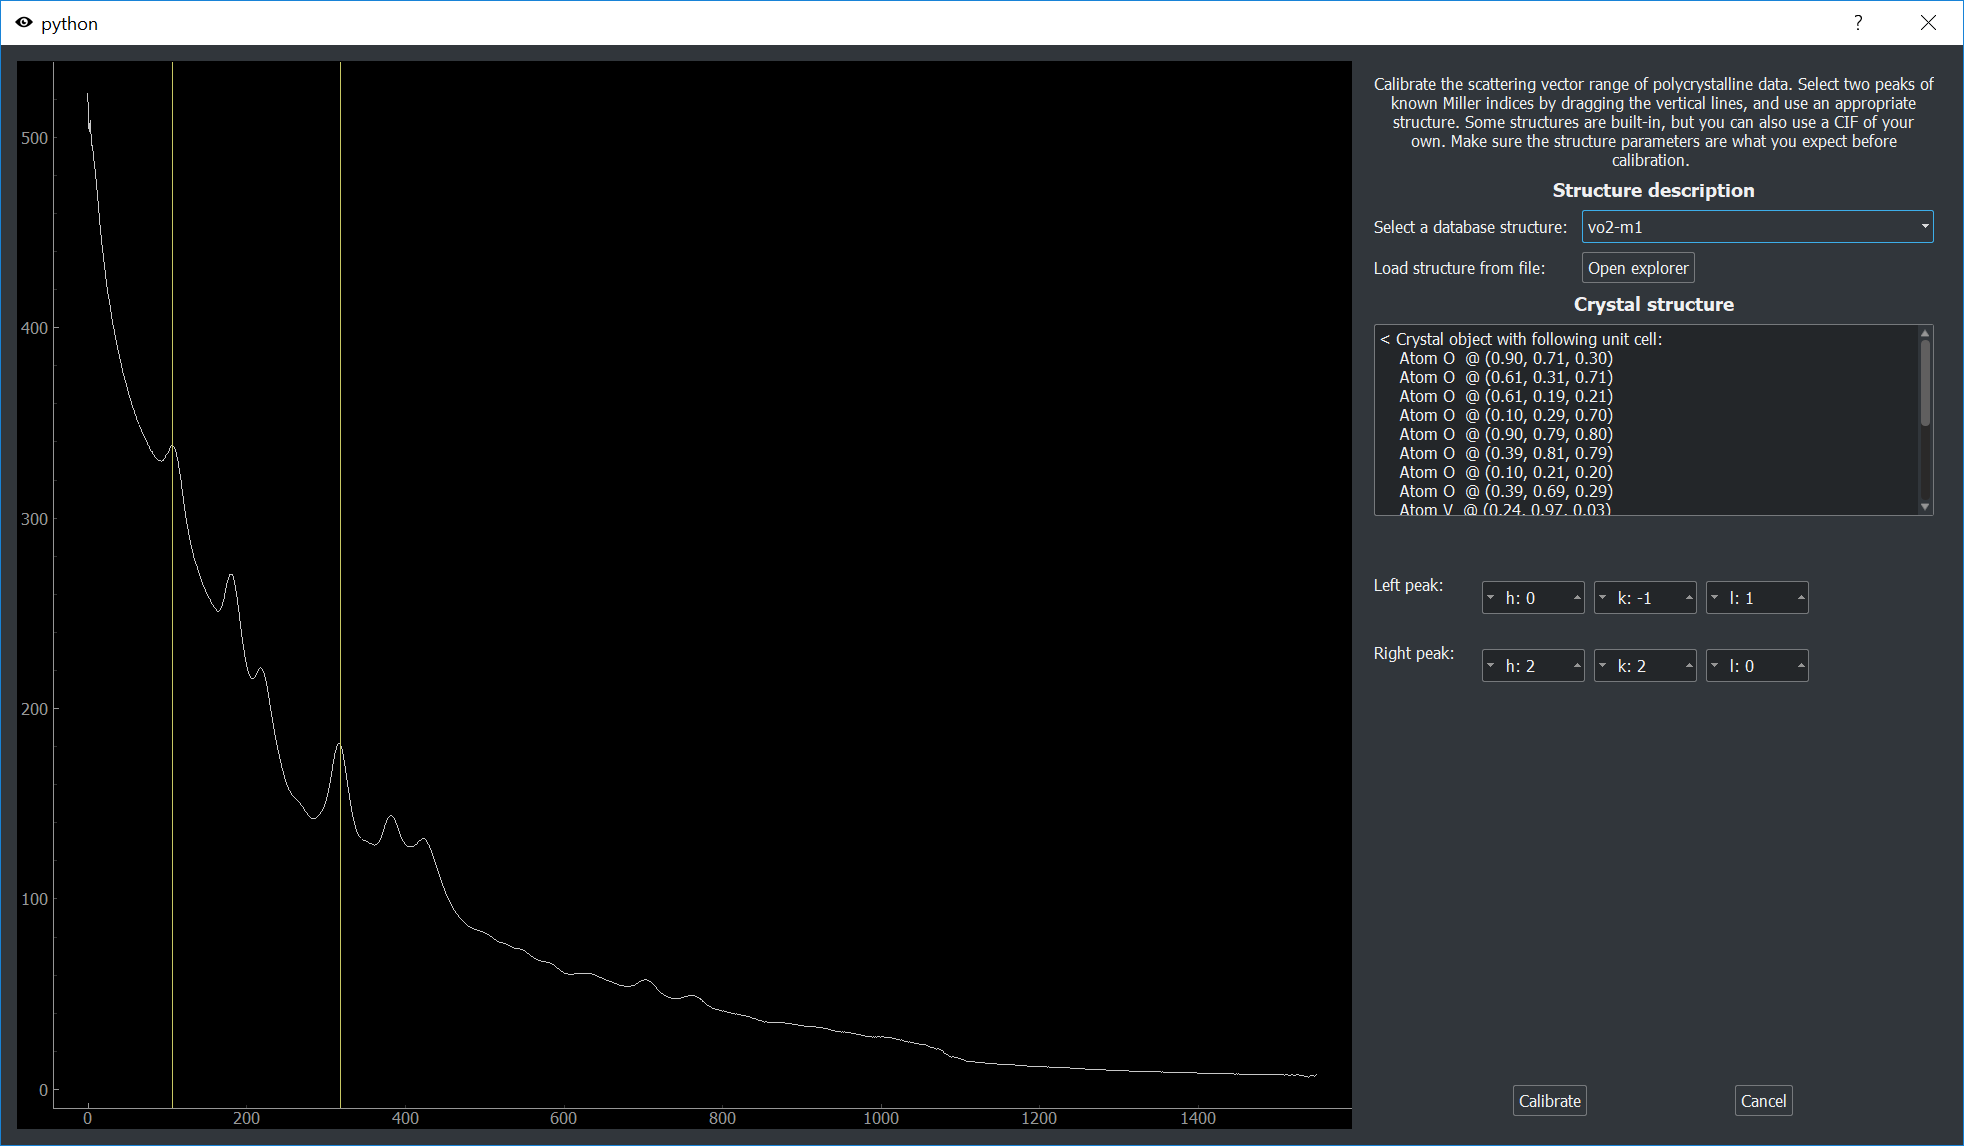 python
?
500
400
300
200
100
0
0 200 400 600 800 1000 1200 1400
Calibrate the scattering vector range of polycrystalline data. Select two peaks of
known Miller indices by dragging the vertical lines, and use an appropriate
structure. Some structures are built-in, but you can also use a CIF of your
own. Make sure the structure parameters are what you expect before
calibration.
Structure description
Select a database structure: vo2-m1
Load structure from file: Open explorer
Crystal structure
< Crystal object with following unit cell:
Atom O @ (0.90, 0.71, 0.30)
Atom O @ (0.61, 0.31, 0.71)
Atom O @ (0.61, 0.19, 0.21)
Atom O @ (0.10, 0.29, 0.70)
Atom O @ (0.90, 0.79, 0.80)
Atom O @ (0.39, 0.81, 0.79)
Atom O @ (0.10, 0.21, 0.20)
Atom O @ (0.39, 0.69, 0.29)
Atom V @ (0.24, 0.97, 0.03)
Left peak: h: 0 k: -1 l: 1
Right peak: h: 2 k: 2 l: 0
Calibrate Cancel